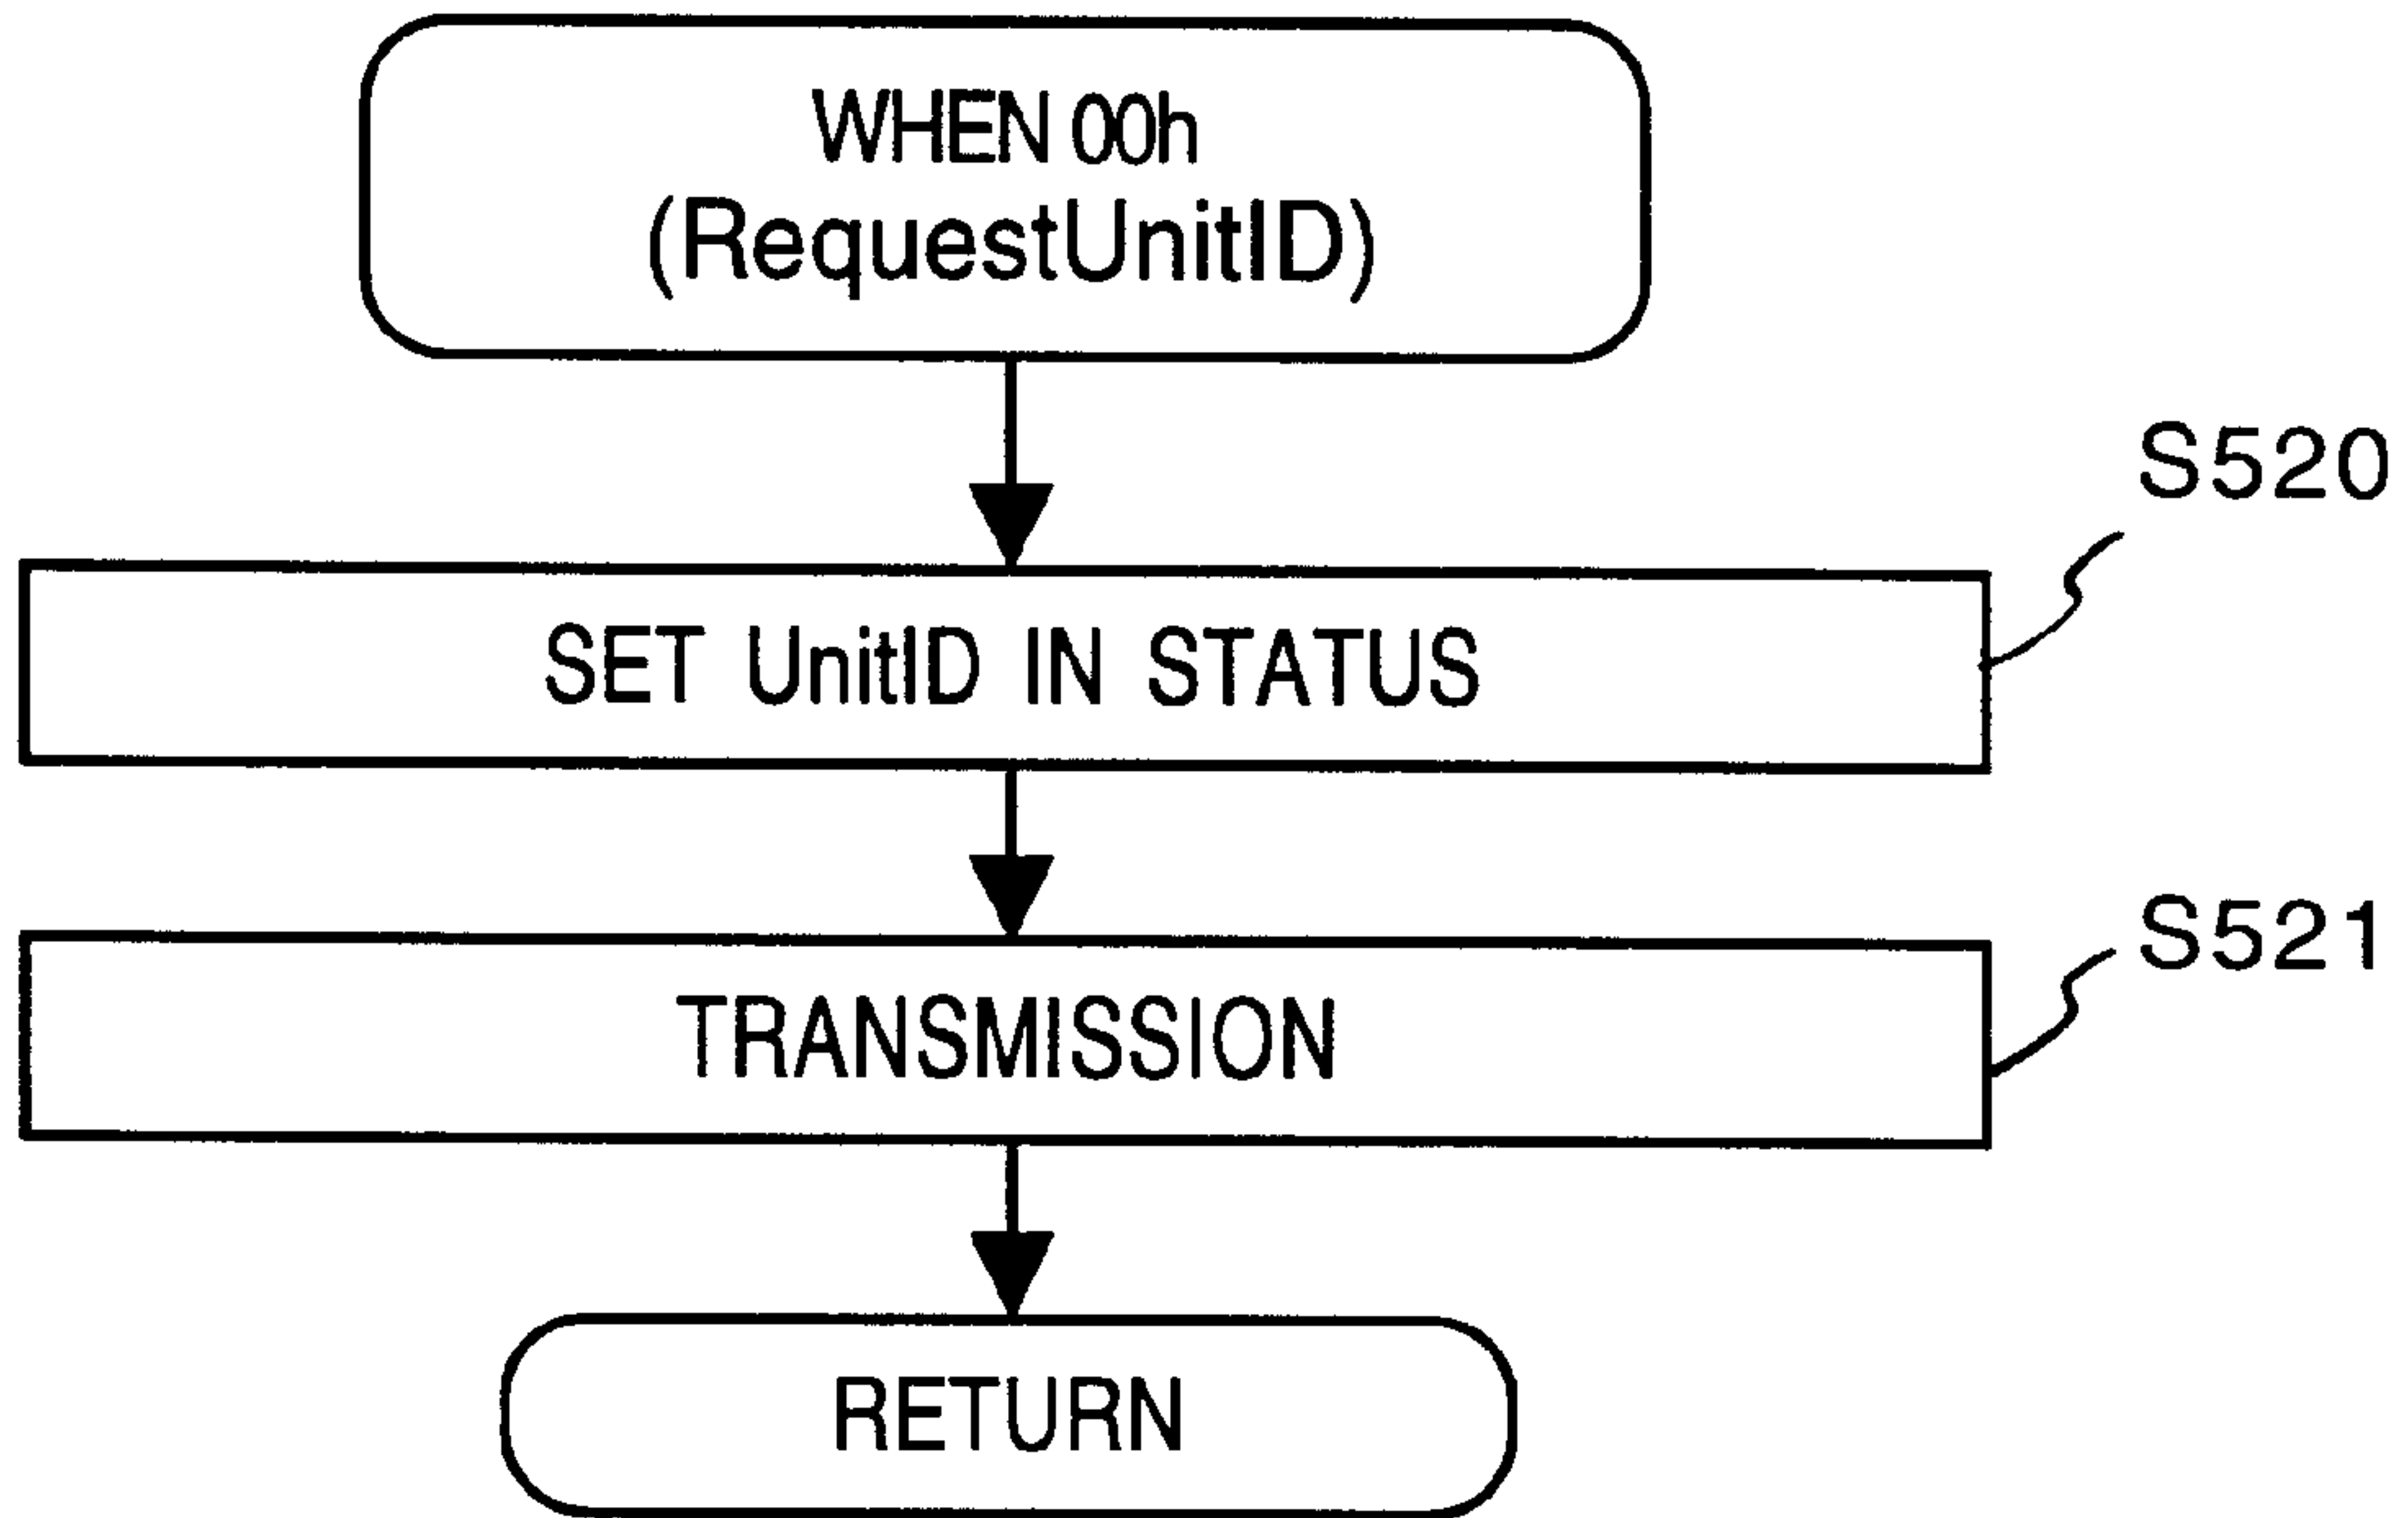 WHEN 00h
(RequestUnitID)
S520
SET UnitID IN STATUS
S521
TRANSMISSION
RETURN